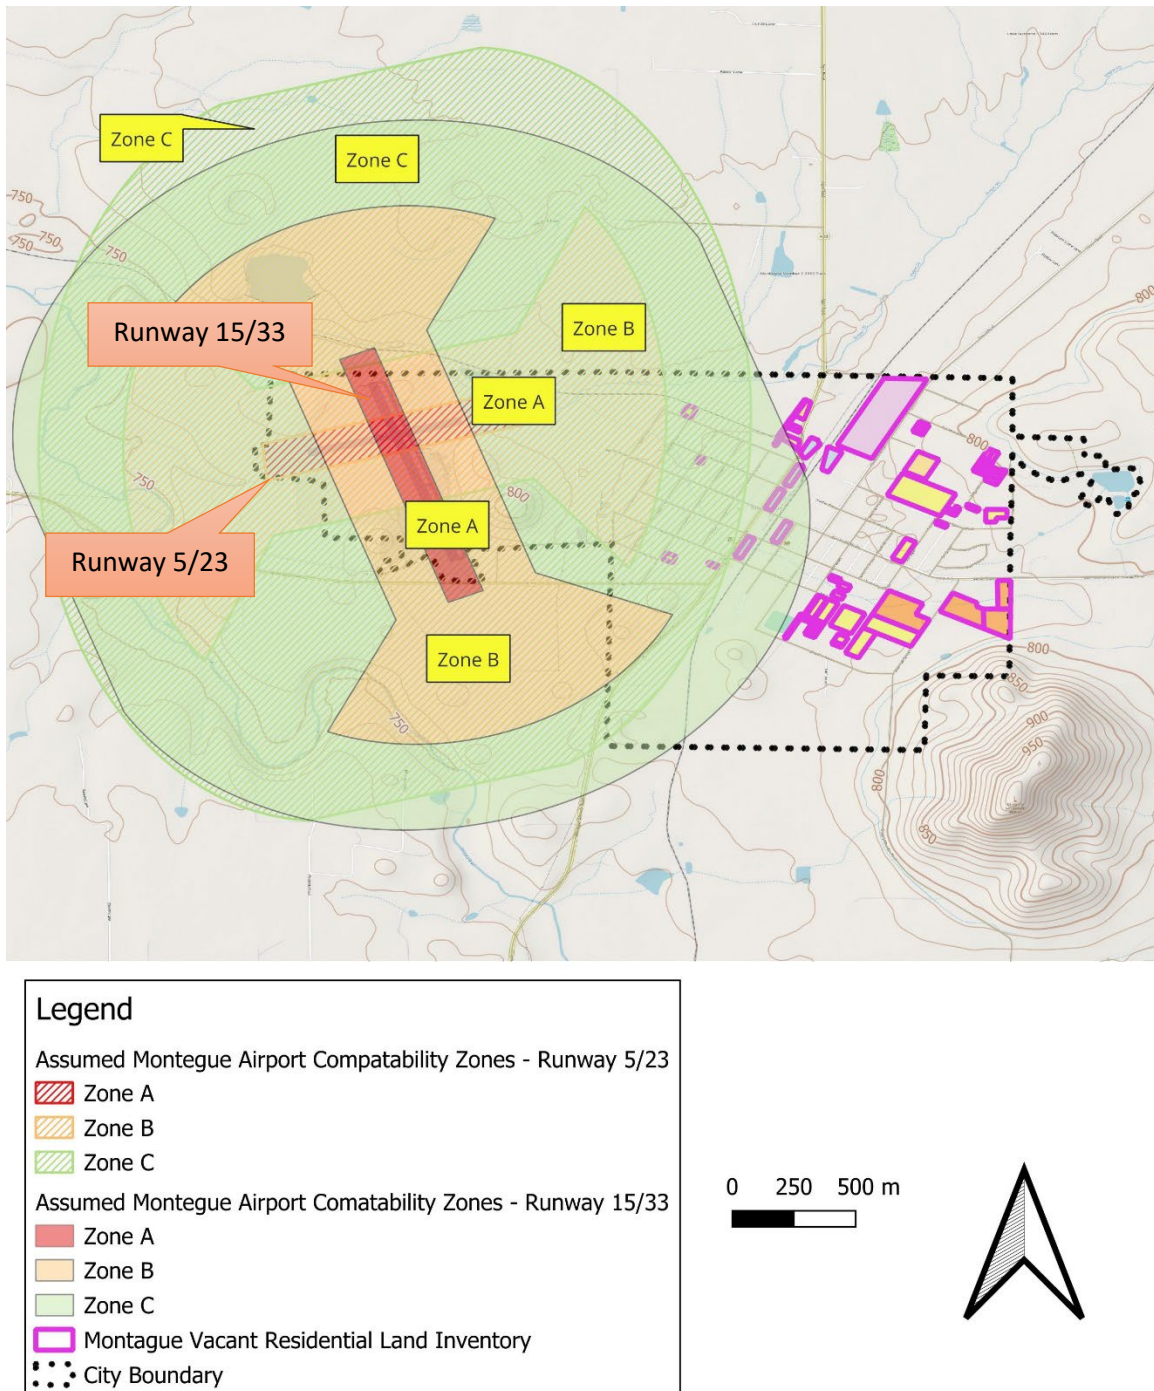 Zone C
Zone C
750
750
750
750
800
Runway 15/33
Zone B
Zone A
800
750
800
Zone A
Runway 5/23
Zone B
750
800
850
900
950
800
850
Legend
Assumed Montegue Airport Compatability Zones - Runway 5/23
Zone A
Zone B
Zone C
Assumed Montegue Airport Comatability Zones - Runway 15/33
Zone A
Zone B
Zone C
Montague Vacant Residential Land Inventory
City Boundary
0 250 500 m